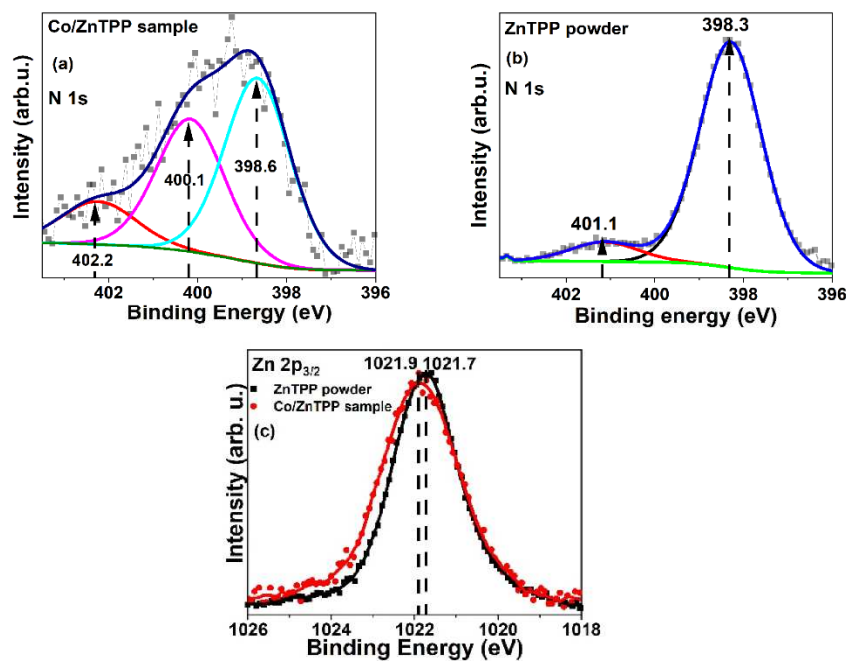 Co/ZnTPP sample
(a)
N 1s
400.1
398.6
402.2
402 400 398 396
Binding Energy (eV)
Intensity (arb.u.)
ZnTPP powder
398.3
(b)
N 1s
401.1
402 400 398 396
Binding energy (eV)
Intensity (arb.u.)
Zn 2p3/2
1021.9 1021.7
ZnTPP powder
Co/ZnTPP sample
(c)
1026 1024 1022 1020 1018
Binding Energy (eV)
Intensity (arb. u.)